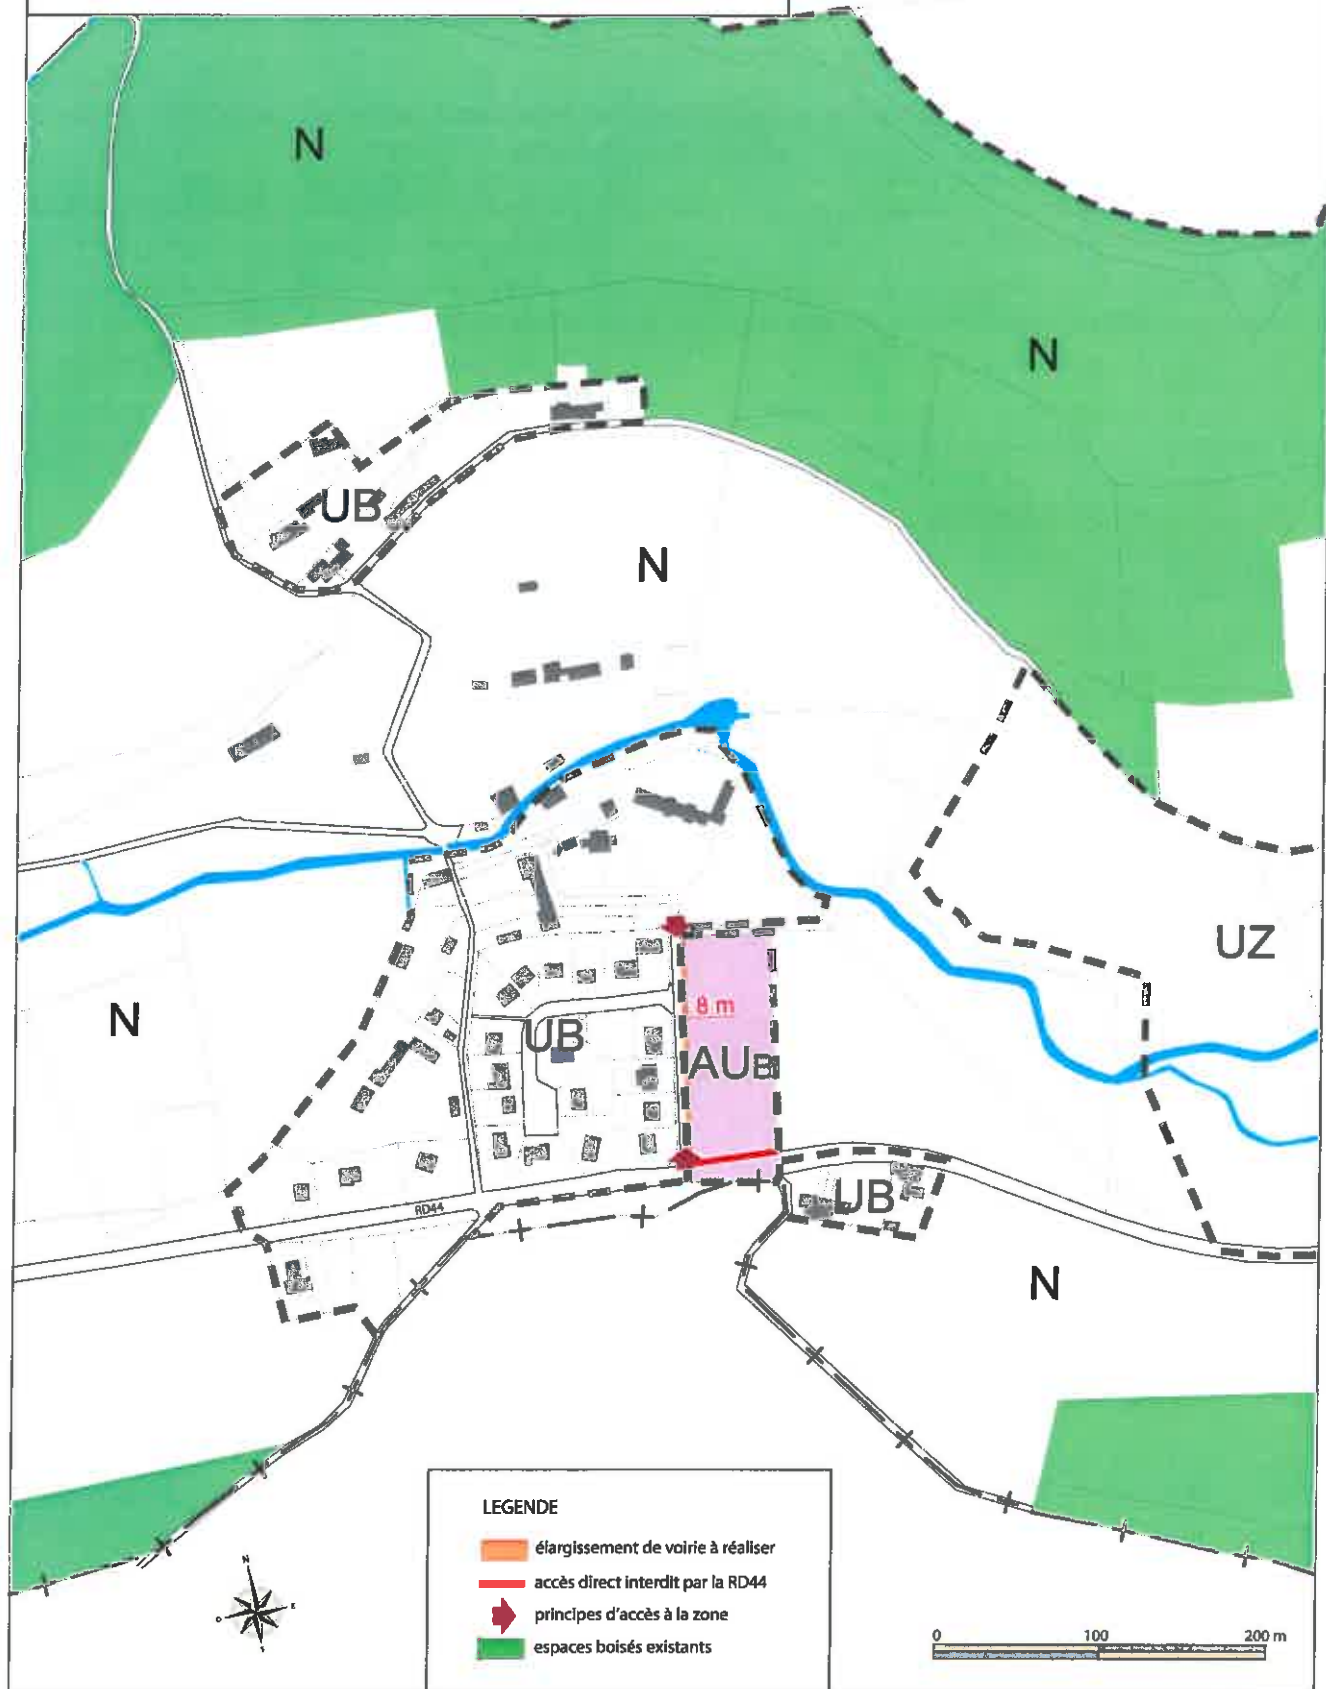 N
N
UB
N
UZ
N
8 m
UB
AUB
UB
RD44
N
LEGENDE
élargissement de voirie à réaliser
accès direct interdit par la RD44
principes d'accès à la zone
espaces boisés existants
N
O
E
S
0 100 200 m